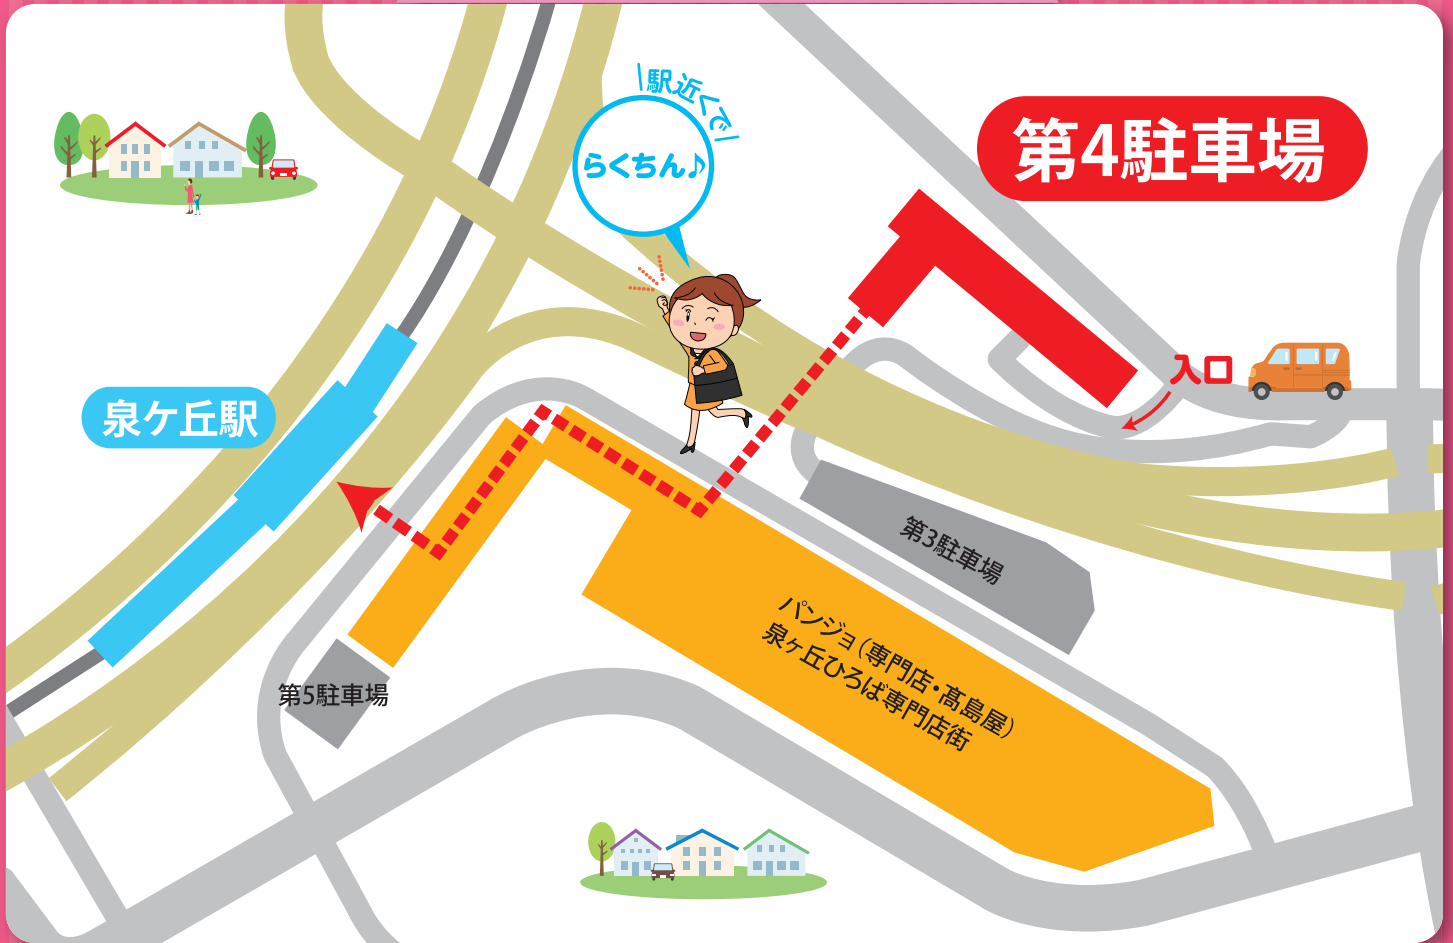 駅近くで
らくちん♪
第4駐車場
入口
泉ケ丘駅
第3駐車場
パンジョ（専門店・髙島屋）
泉ヶ丘ひろば専門店街
第5駐車場